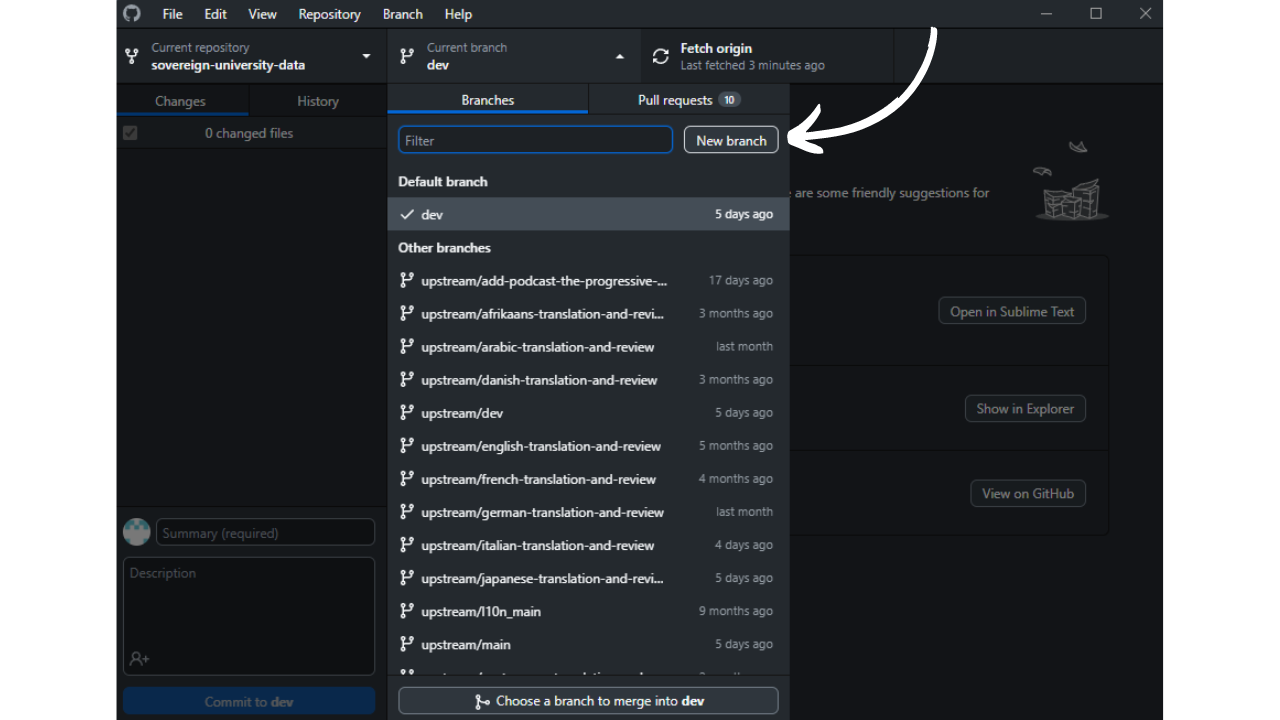 File Edit View Repository Branch Help
Current repository
sovereign-university-data
Current branch
dev
Fetch origin
Last fetched 3 minutes ago
Changes History
0 changed files
Branches
Pull requests 10
Filter
New branch
Default branch
dev 5 days ago
Other branches
upstream/add-podcast-the-progressive-... 17 days ago
upstream/afrikaans-translation-and-revi... 3 months ago
upstream/arabic-translation-and-review last month
upstream/danish-translation-and-review 3 months ago
upstream/dev 5 days ago
upstream/english-translation-and-review 5 months ago
upstream/french-translation-and-review 4 months ago
upstream/german-translation-and-review last month
upstream/italian-translation-and-review 4 days ago
upstream/japanese-translation-and-revi... 5 days ago
upstream/l10n_main 9 months ago
upstream/main 5 days ago
Choose a branch to merge into dev
are some friendly suggestions for
Open in Sublime Text
Show in Explorer
View on GitHub
Summary (required)
Description
Commit to dev